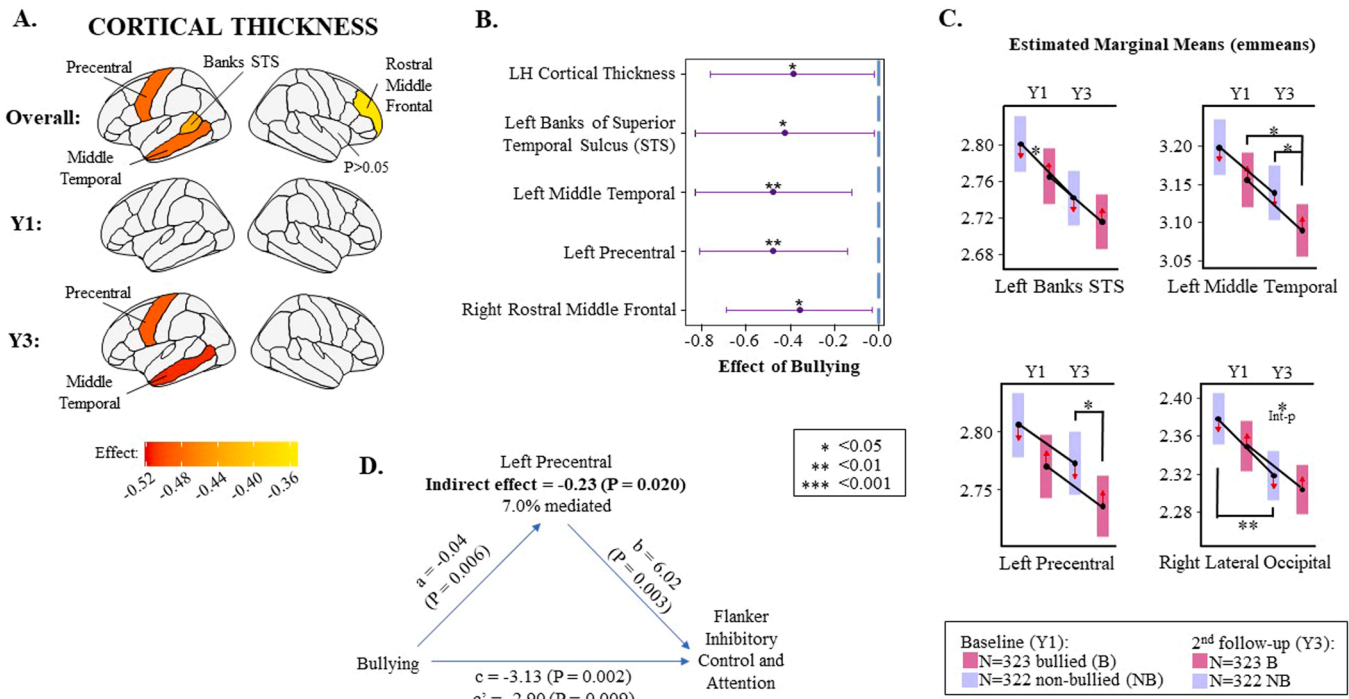 A.
CORTICAL THICKNESS
Precentral
Banks STS
Rostral
Middle
Frontal
Overall:
Middle
Temporal
P>0.05
Y1:
Precentral
Y3:
Middle
Temporal
Effect:
-0.52 -0.48 -0.44 -0.40 -0.36
B.
LH Cortical Thickness
*
Left Banks of Superior
Temporal Sulcus (STS)
*
Left Middle Temporal
**
Left Precentral
**
Right Rostral Middle Frontal
*
-0.8 -0.6 -0.4 -0.2 -0.0
Effect of Bullying
* <0.05
** <0.01
*** <0.001
C.
Estimated Marginal Means (emmeans)
Y1 Y3
2.80
2.76
2.72
2.68
*
Left Banks STS
Y1 Y3
3.20
3.15
3.10
3.05
*
*
Left Middle Temporal
Y1 Y3
2.80
2.75
*
Left Precentral
Y1 Y3
2.40
2.36
2.32
2.28
*
Int-p
**
Right Lateral Occipital
Baseline (Y1):
N=323 bullied (B)
N=322 non-bullied (NB)
2nd follow-up (Y3):
N=323 B
N=322 NB
D.
Left Precentral
Indirect effect = -0.23 (P = 0.020)
7.0% mediated
a = -0.04
(P = 0.006)
b = 6.02
(P = 0.003)
Bullying
Flanker
Inhibitory
Control and
Attention
c = -3.13 (P = 0.002)
c' = -2.90 (P = 0.009)